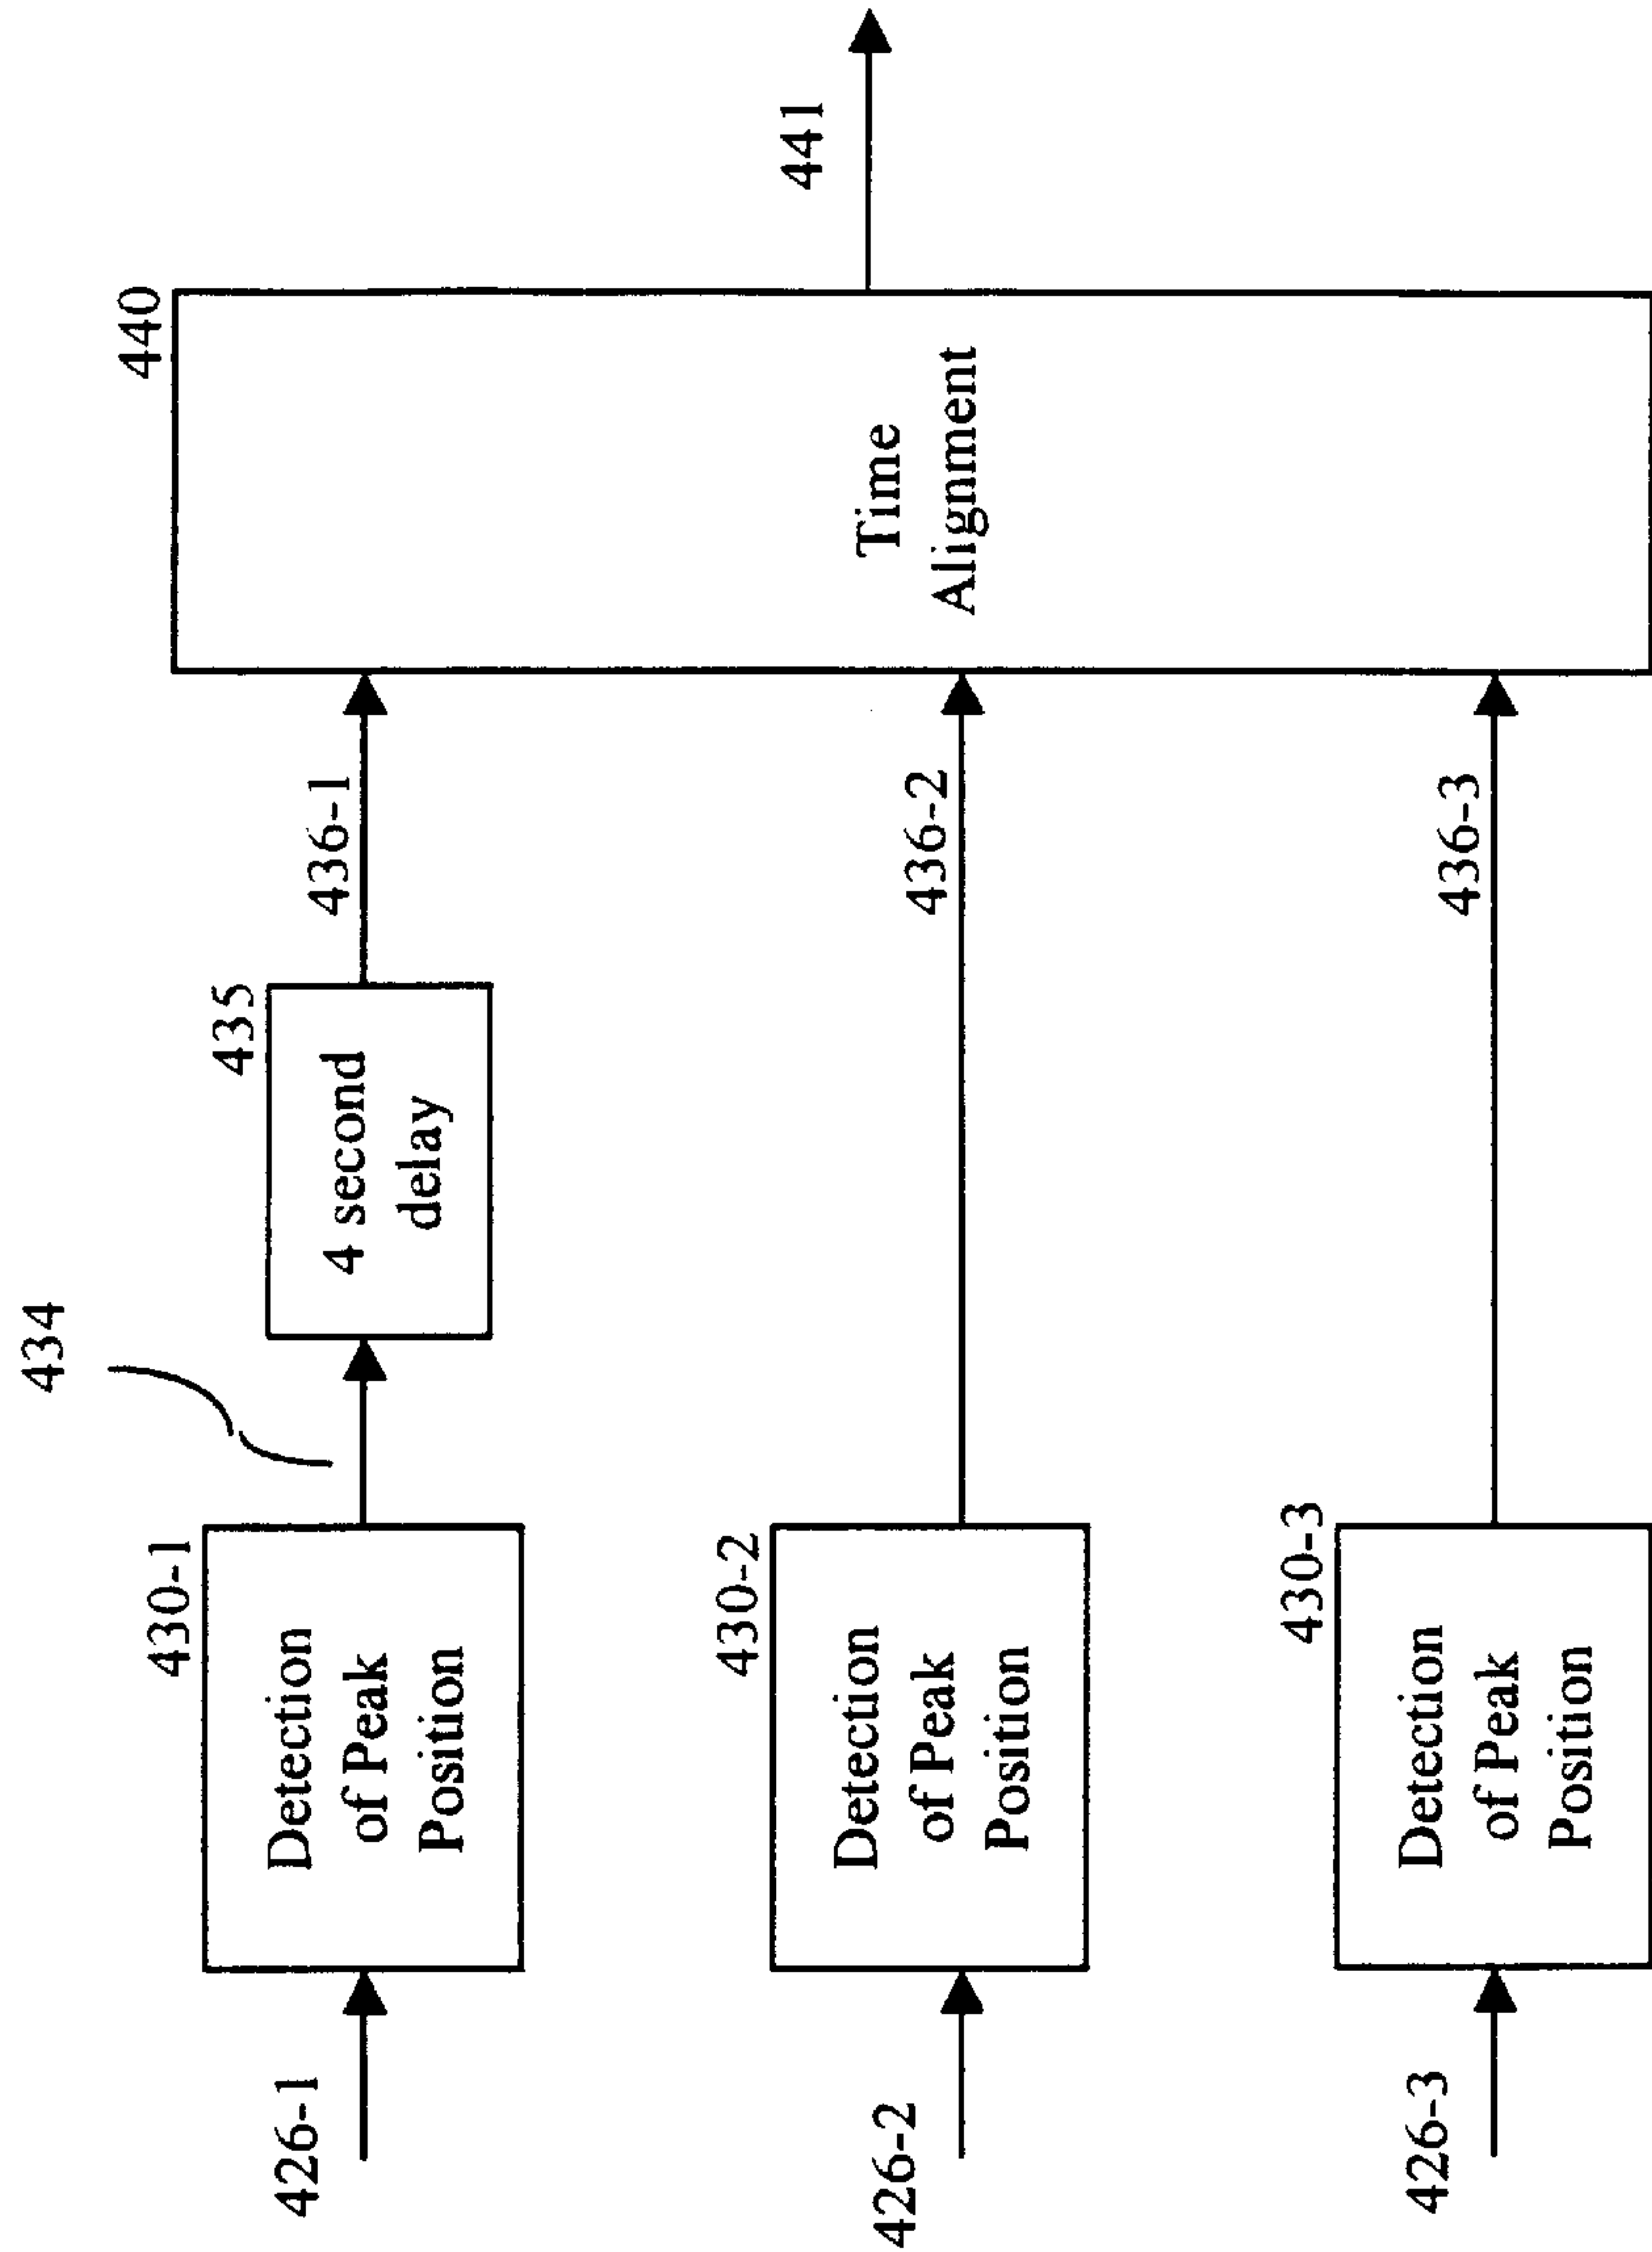 434
430-1
435
440
426-1
Detection
of Peak
Position
4 second
delay
436-1
Time
Alignment
441
430-2
426-2
Detection
of Peak
Position
436-2
430-3
426-3
Detection
of Peak
Position
436-3